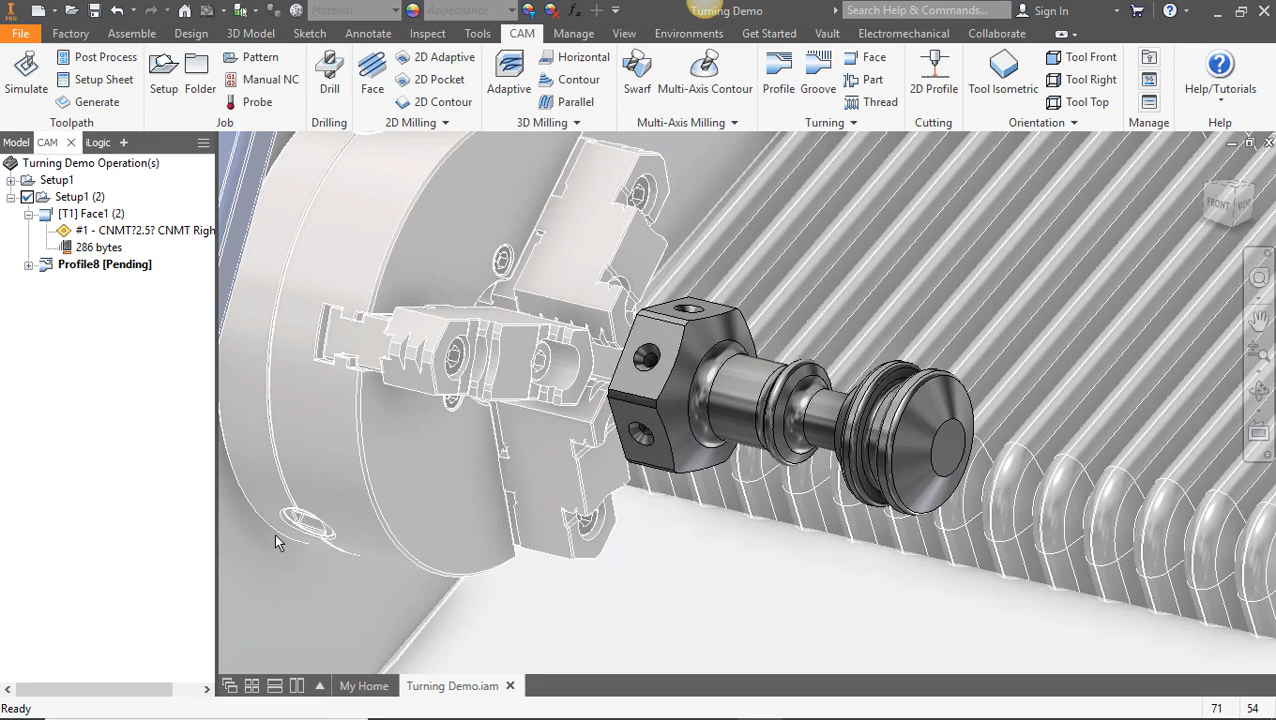 Material
Appearance
fx
Turning Demo
Search Help & Commands...
Sign In
PRO
File
Factory
Assemble
Design
3D Model
Sketch
Annotate
Inspect
Tools
CAM
Manage
View
Environments
Get Started
Vault
Electromechanical
Collaborate
Simulate
Post Process
Setup Sheet
Generate
Toolpath
Setup
Folder
Pattern
Manual NC
Probe
Job
Drill
Drilling
Face
2D Adaptive
2D Pocket
2D Contour
2D Milling
Adaptive
Horizontal
Contour
Parallel
3D Milling
Swarf
Multi-Axis Contour
Multi-Axis Milling
Profile
Groove
Face
Part
Thread
Turning
2D Profile
Cutting
Tool Isometric
Tool Front
Tool Right
Tool Top
Orientation
Manage
Help/Tutorials
Help
Model
CAM
iLogic
Turning Demo Operation(s)
Setup1
Setup1 (2)
[T1] Face1 (2)
#1 - CNMT?2.5? CNMT Righ
286 bytes
Profile8 [Pending]
FRONT
My Home
Turning Demo.iam
Ready
71
54